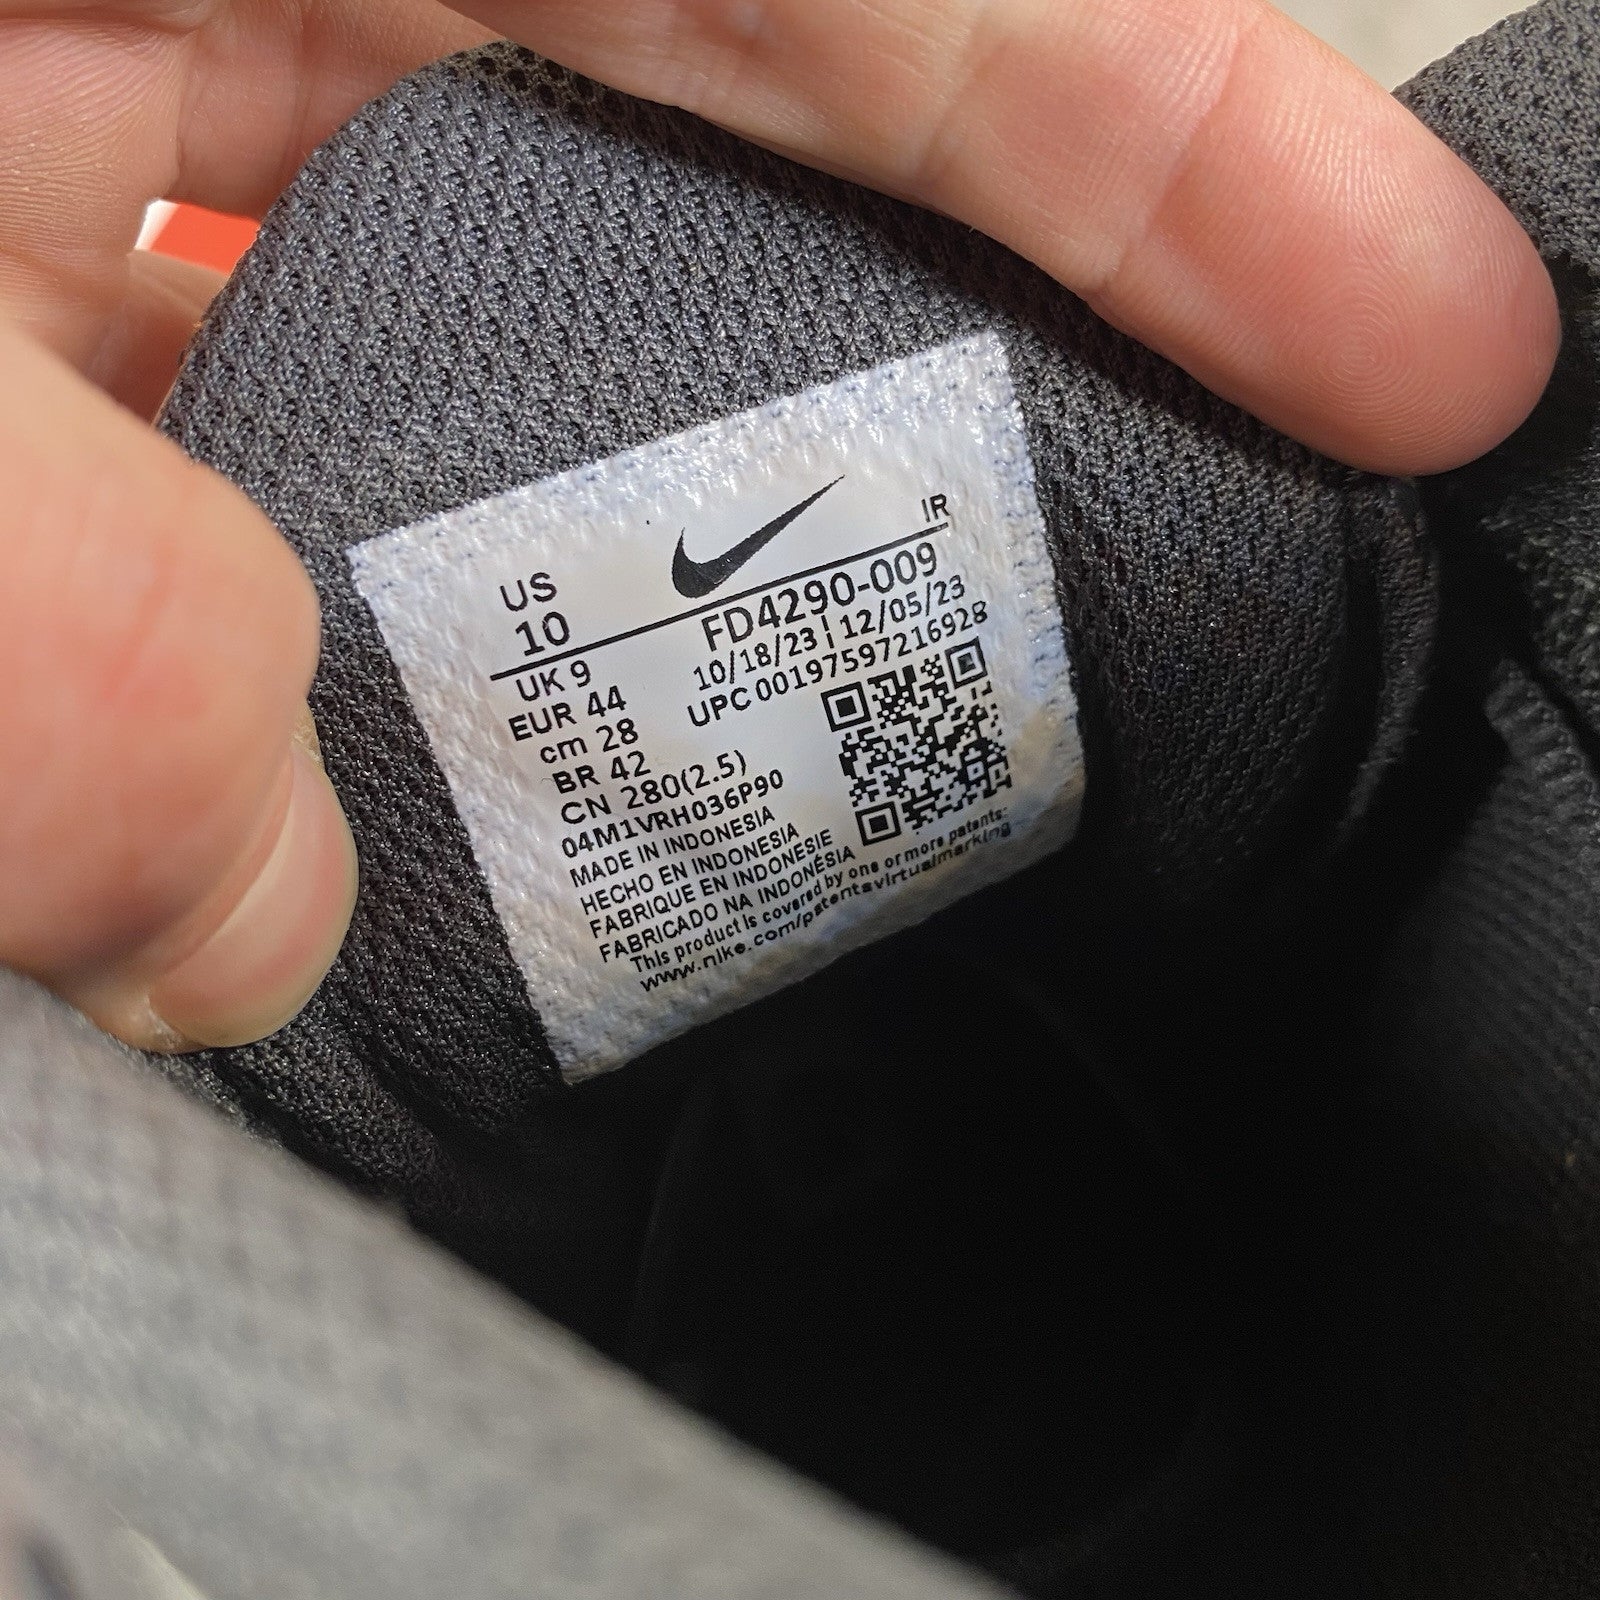 US
10
IR
FD4290-009
10/18/23 | 12/05/23
UPC 00197597216928
UK 9
EUR 44
cm 28
BR 42
CN 280(2.5)
04M1VRH036P90
MADE IN INDONESIA
HECHO EN INDONESIA
FABRIQUE EN INDONESIE
FABRICADO NA INDONÉSIA
This product is covered by one or more patents:
www.nike.com/patentsvirtualmarking